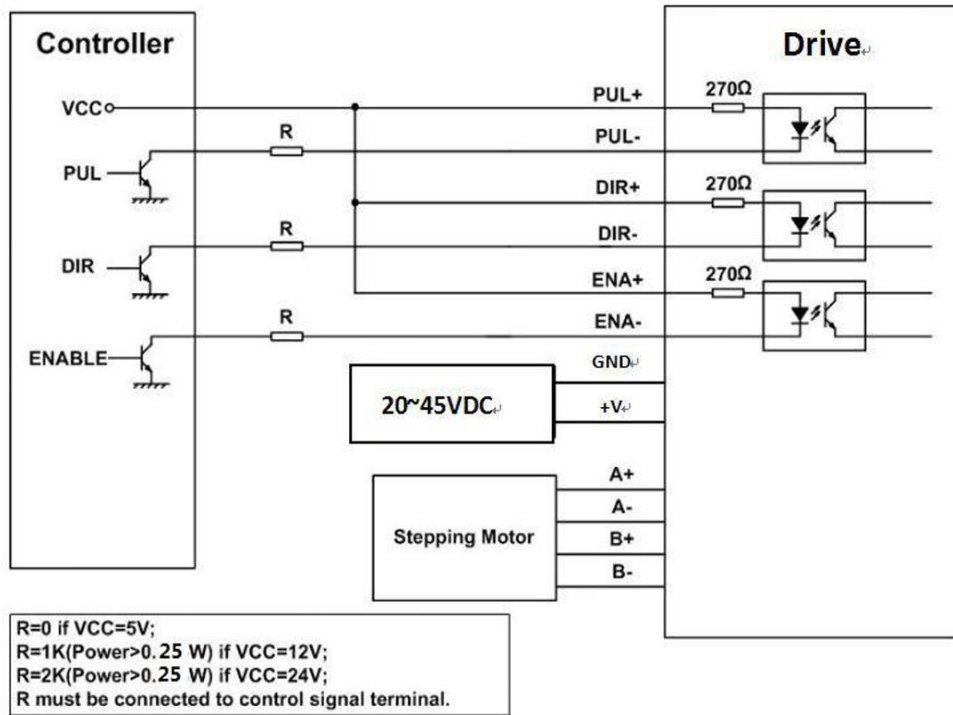 Controller
Drive
VCC
PUL+
270Ω
R
PUL-
PUL
DIR+
270Ω
R
DIR-
DIR
ENA+
270Ω
R
ENA-
ENABLE
GND
20~45VDC
+V
A+
A-
Stepping Motor
B+
B-
R=0 if VCC=5V;
R=1K(Power>0.25 W) if VCC=12V;
R=2K(Power>0.25 W) if VCC=24V;
R must be connected to control signal terminal.